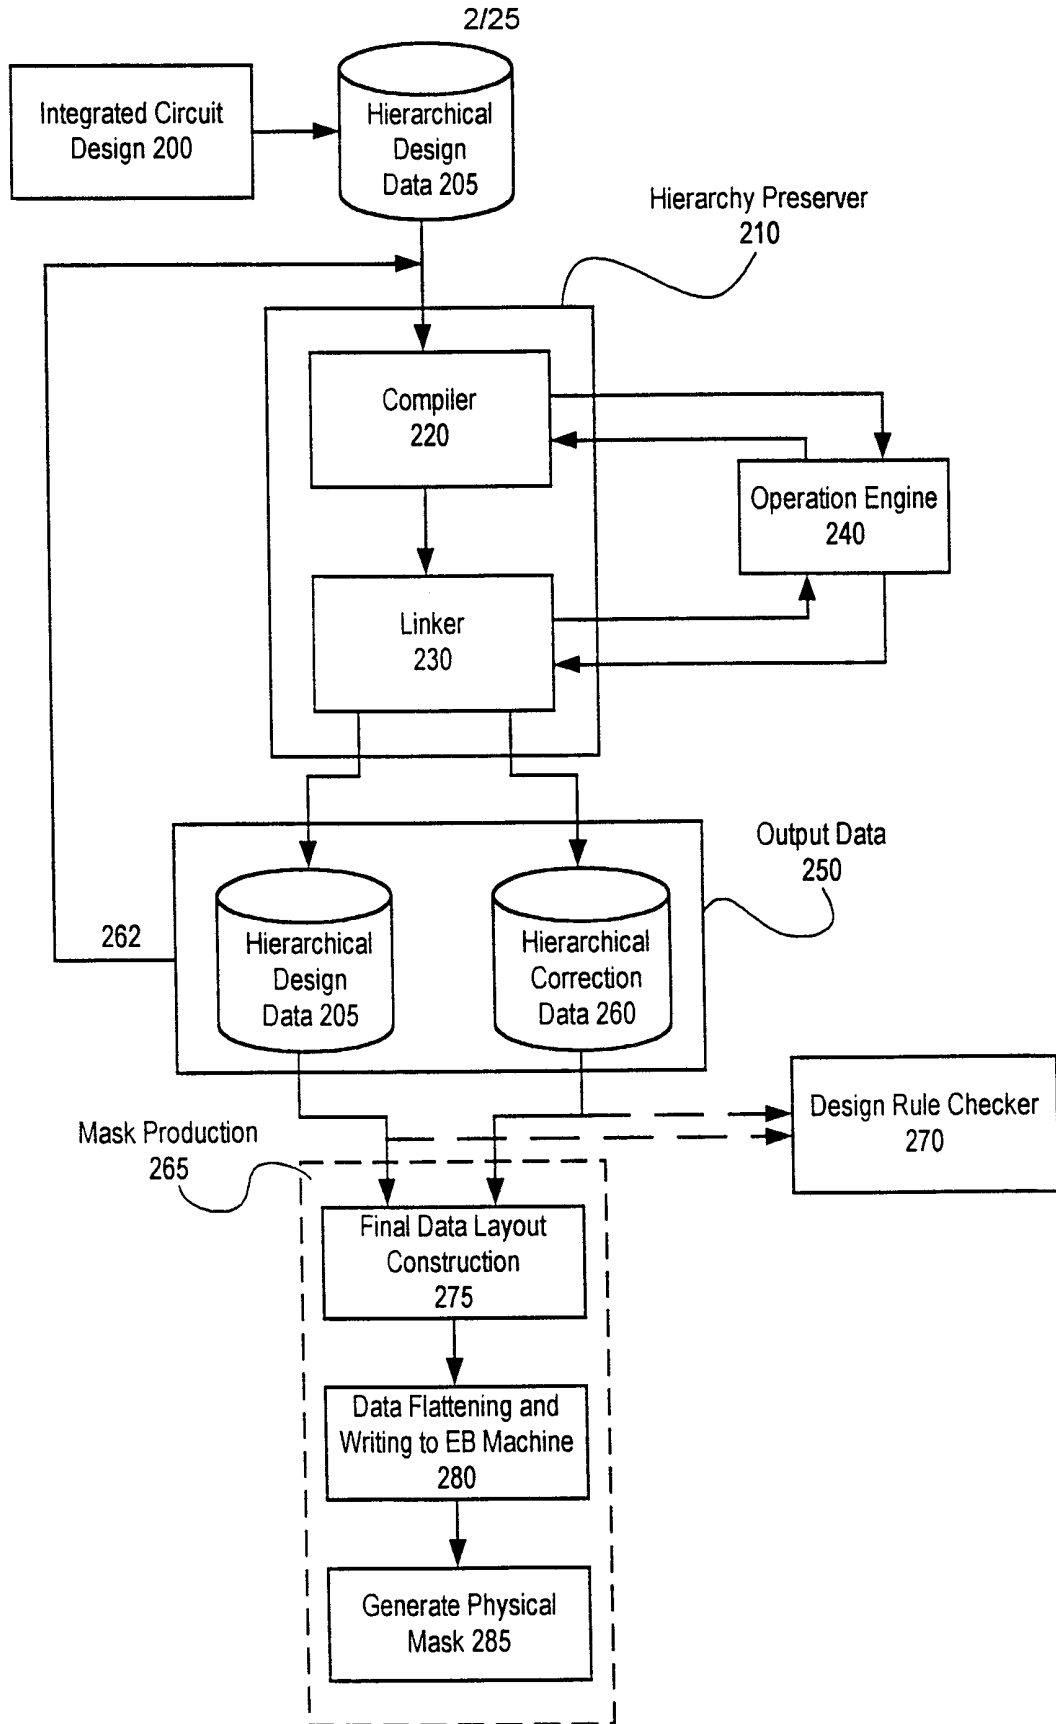 2/25
Integrated Circuit
Design 200
Hierarchical
Design
Data 205
Hierarchy Preserver
210
Compiler
220
Operation Engine
240
Linker
230
Output Data
250
262
Hierarchical
Design
Data 205
Hierarchical
Correction
Data 260
Design Rule Checker
270
Mask Production
265
Final Data Layout
Construction
275
Data Flattening and
Writing to EB Machine
280
Generate Physical
Mask 285